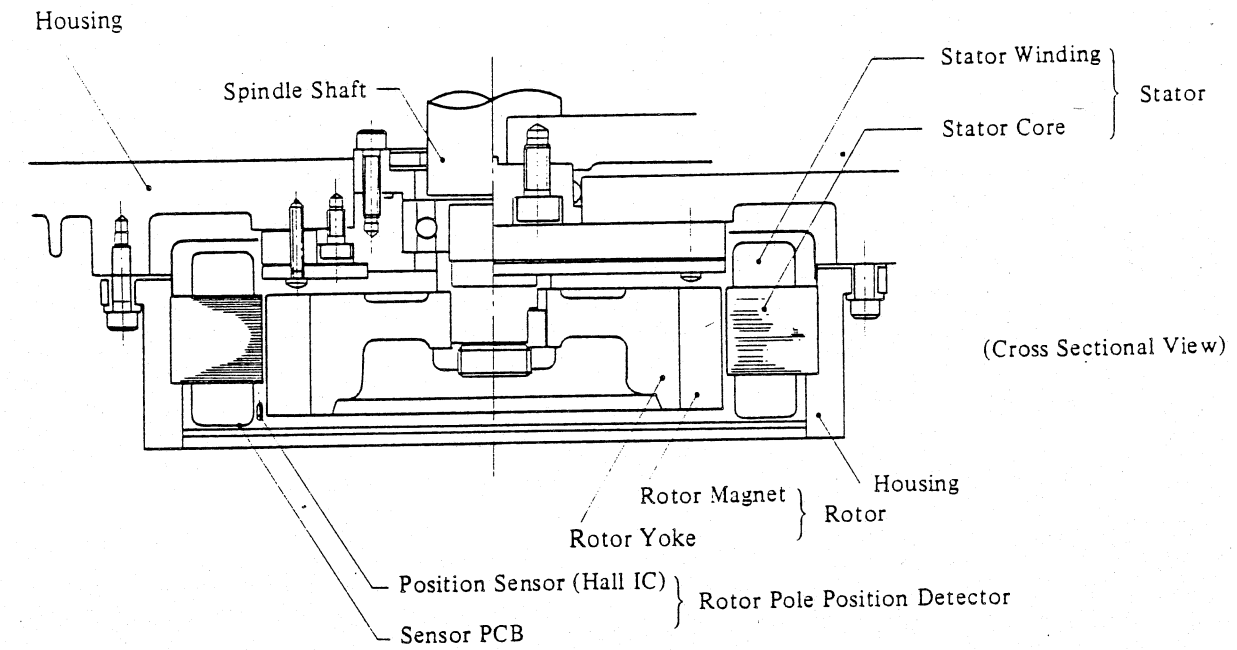 Housing
Spindle Shaft
Stator Winding
Stator
Stator Core
(Cross Sectional View)
Housing
Rotor Magnet
Rotor
Rotor Yoke
Position Sensor (Hall IC)
Rotor Pole Position Detector
Sensor PCB